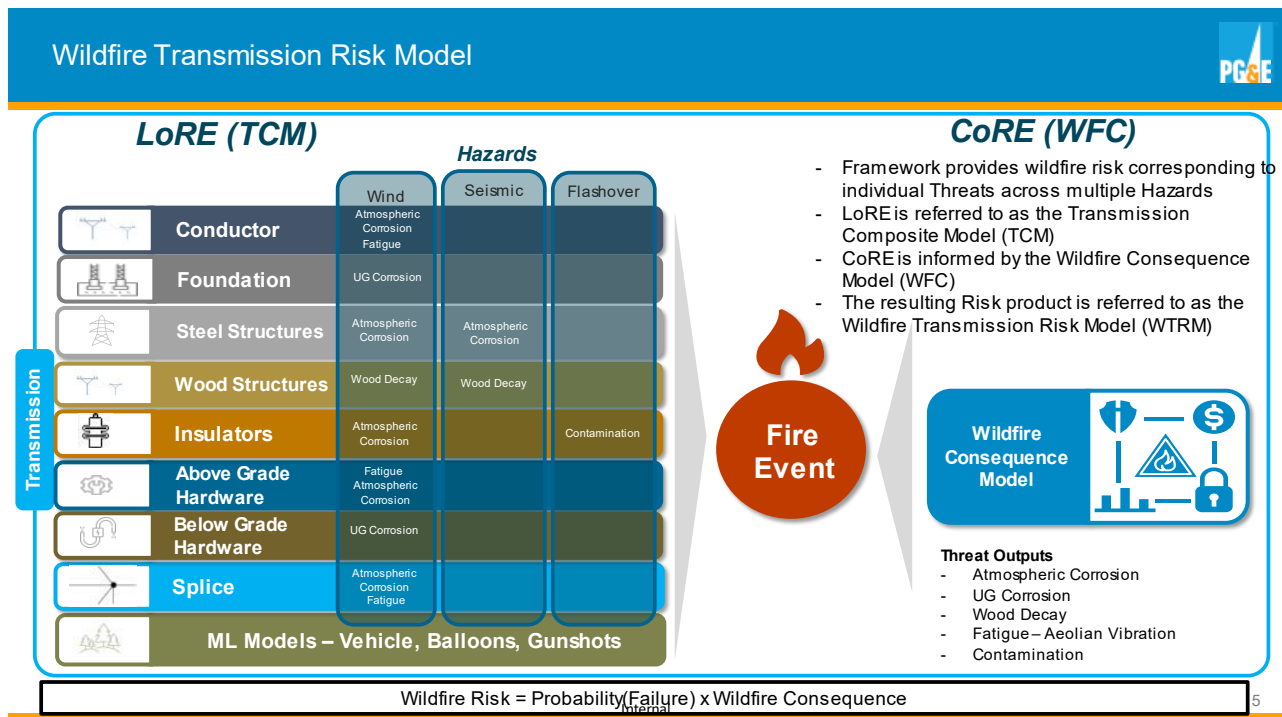 Wildfire Transmission Risk Model
PG&E
LoRE (TCM)
Hazards
Wind
Seismic
Flashover
Transmission
Conductor
Atmospheric
Corrosion
Fatigue
Foundation
UG Corrosion
Steel Structures
Atmospheric
Corrosion
Atmospheric
Corrosion
Wood Structures
Wood Decay
Wood Decay
Insulators
Atmospheric
Corrosion
Contamination
Above Grade
Hardware
Fatigue
Atmospheric
Corrosion
Below Grade
Hardware
UG Corrosion
Splice
Atmospheric
Corrosion
Fatigue
ML Models – Vehicle, Balloons, Gunshots
Fire
Event
CoRE (WFC)
- Framework provides wildfire risk corresponding to
individual Threats across multiple Hazards
- LoRE is referred to as the Transmission
Composite Model (TCM)
- CoRE is informed by the Wildfire Consequence
Model (WFC)
- The resulting Risk product is referred to as the
Wildfire Transmission Risk Model (WTRM)
Wildfire
Consequence
Model
$
Threat Outputs
- Atmospheric Corrosion
- UG Corrosion
- Wood Decay
- Fatigue – Aeolian Vibration
- Contamination
Wildfire Risk = Probability(Failure) x Wildfire Consequence
Internal
5